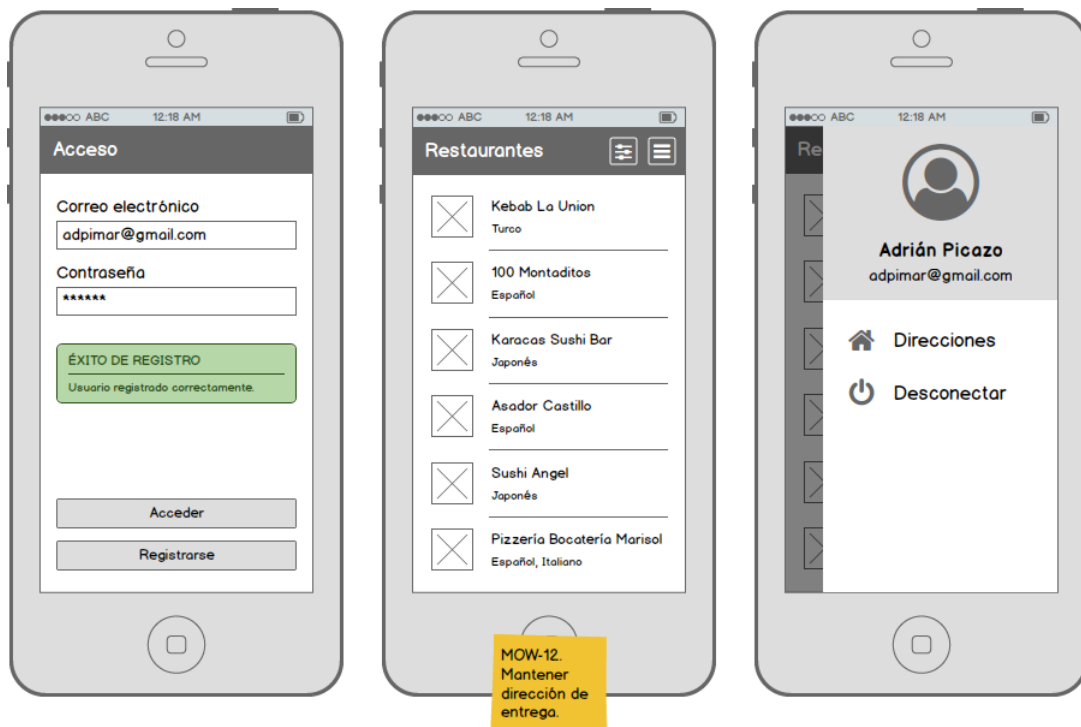 ABC 12:18 AM
Acceso
Correo electrónico
adpimar@gmail.com
Contraseña
******
ÉXITO DE REGISTRO
Usuario registrado correctamente.
Acceder
Registrarse
ABC 12:18 AM
Restaurantes
Kebab La Union
Turco
100 Montaditos
Español
Karacas Sushi Bar
Japonés
Asador Castillo
Español
Sushi Angel
Japonés
Pizzería Bocatería Marisol
Español, Italiano
MOW-12.
Mantener
dirección de
entrega.
ABC 12:18 AM
Re
Adrián Picazo
adpimar@gmail.com
Direcciones
Desconectar